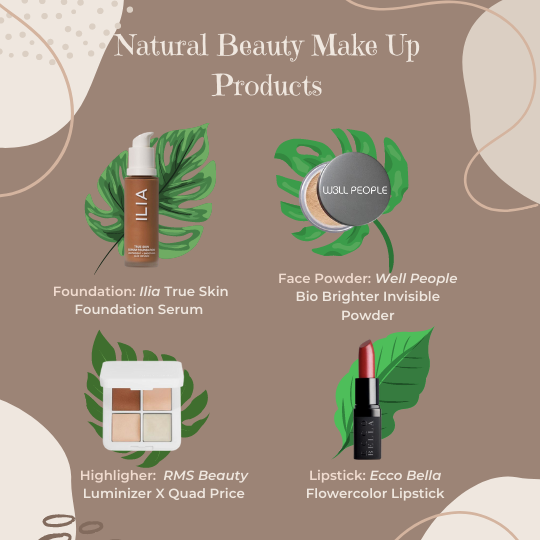 Natural Beauty Make Up
Products
ILIA
W3LL PEOPLE
Foundation: Ilia True Skin
Foundation Serum
Face Powder: Well People
Bio Brighter Invisible
Powder
BELLA
Highligher: RMS Beauty
Luminizer X Quad Price
Lipstick: Ecco Bella
Flowercolor Lipstick